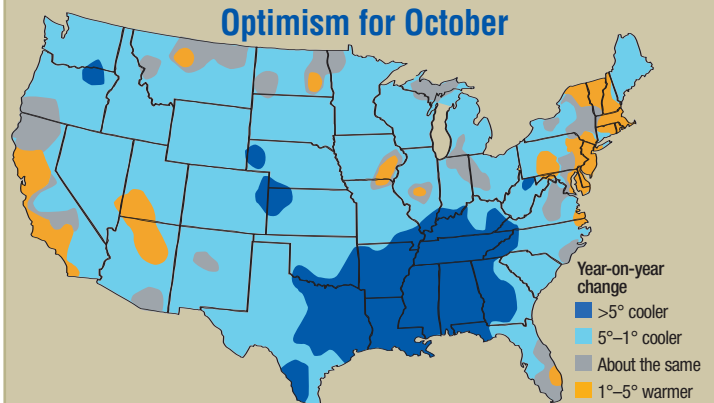 Optimism for October
Year-on-year
change
>5° cooler
5°–1° cooler
About the same
1°–5° warmer